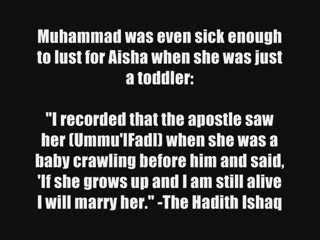 Muhammad was even sick enough
to lust for Aisha when she was just
a toddler:
"I recorded that the apostle saw
her (Ummu'lFadl) when she was a
baby crawling before him and said,
'If she grows up and I am still alive
I will marry her." -The Hadith Ishaq